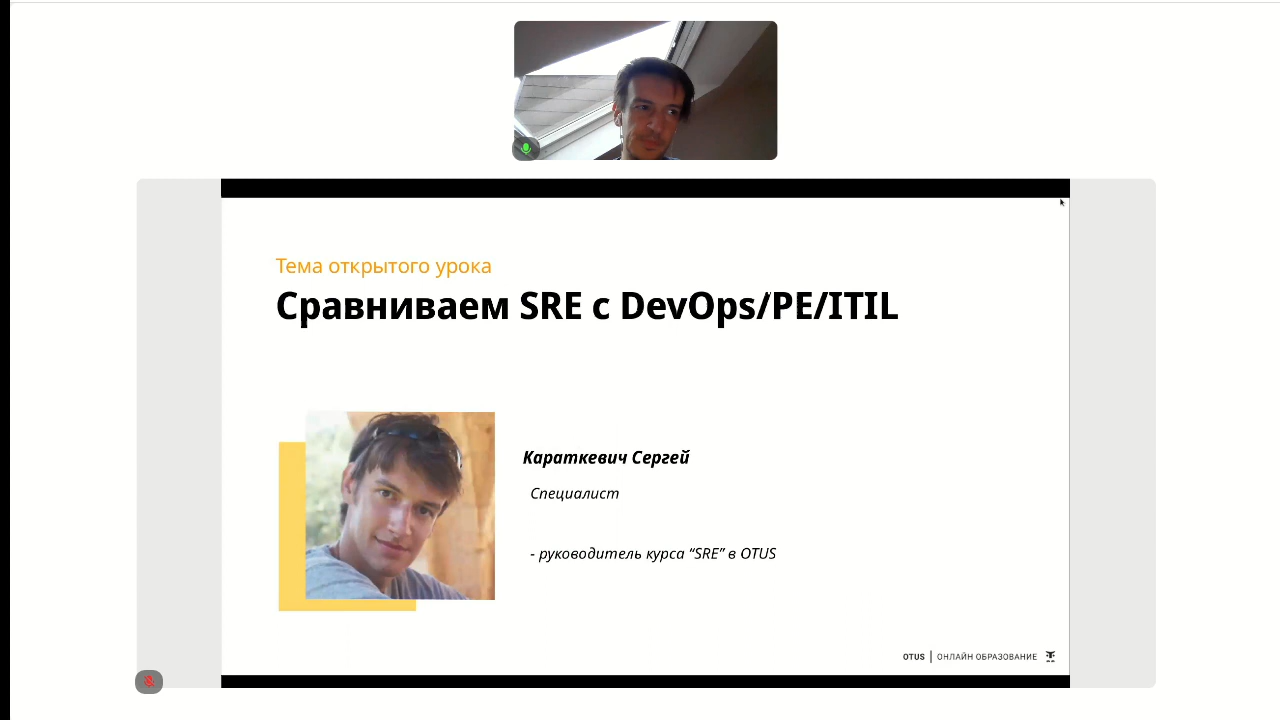 Тема открытого урока
Сравниваем SRE с DevOps/PE/ITIL
Караткевич Сергей
Специалист
- руководитель курса “SRE” в OTUS
OTUS | ОНЛАЙН ОБРАЗОВАНИЕ